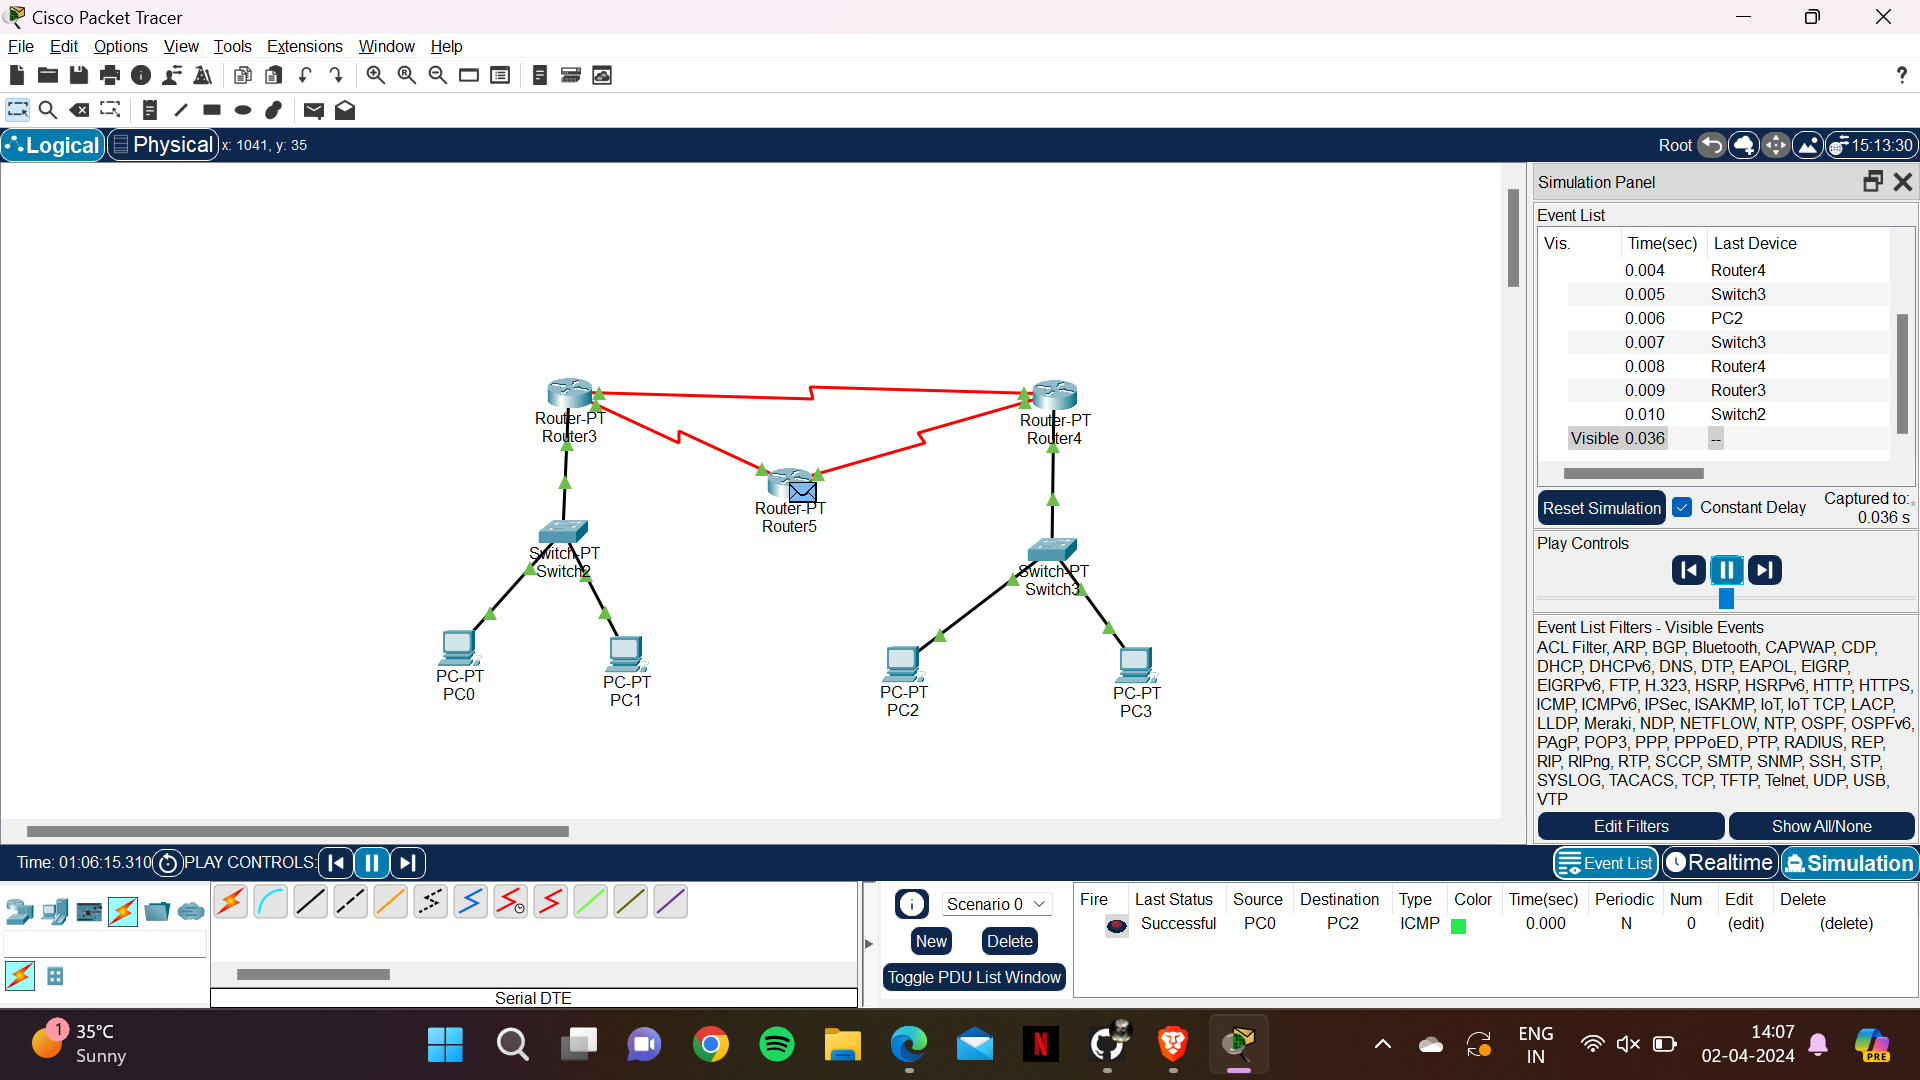 Cisco Packet Tracer
File Edit Options View Tools Extensions Window Help
?
Logical Physical x: 1041, y: 35
Root 15:13:30
Router-PT
Router3
Router-PT
Router4
Router-PT
Router5
Switch-PT
Switch2
Switch-PT
Switch3
PC-PT
PC0
PC-PT
PC1
PC-PT
PC2
PC-PT
PC3
Simulation Panel
Event List
Vis. Time(sec) Last Device
0.004 Router4
0.005 Switch3
0.006 PC2
0.007 Switch3
0.008 Router4
0.009 Router3
0.010 Switch2
Visible 0.036 --
Reset Simulation Constant Delay Captured to:
0.036 s
Play Controls
Event List Filters - Visible Events
ACL Filter, ARP, BGP, Bluetooth, CAPWAP, CDP,
DHCP, DHCPv6, DNS, DTP, EAPOL, EIGRP,
EIGRPv6, FTP, H.323, HSRP, HSRPv6, HTTP, HTTPS,
ICMP, ICMPv6, IPSec, ISAKMP, IoT, IoT TCP, LACP,
LLDP, Meraki, NDP, NETFLOW, NTP, OSPF, OSPFv6,
PAgP, POP3, PPP, PPPoED, PTP, RADIUS, REP,
RIP, RIPng, RTP, SCCP, SMTP, SNMP, SSH, STP,
SYSLOG, TACACS, TCP, TFTP, Telnet, UDP, USB,
VTP
Edit Filters Show All/None
Time: 01:06:15.310 PLAY CONTROLS:
Event List Realtime Simulation
Scenario 0
New Delete
Toggle PDU List Window
Fire Last Status Source Destination Type Color Time(sec) Periodic Num Edit Delete
Successful PC0 PC2 ICMP 0.000 N 0 (edit) (delete)
Serial DTE
1
35°C
Sunny
N
ENG
IN
14:07
02-04-2024
PRE